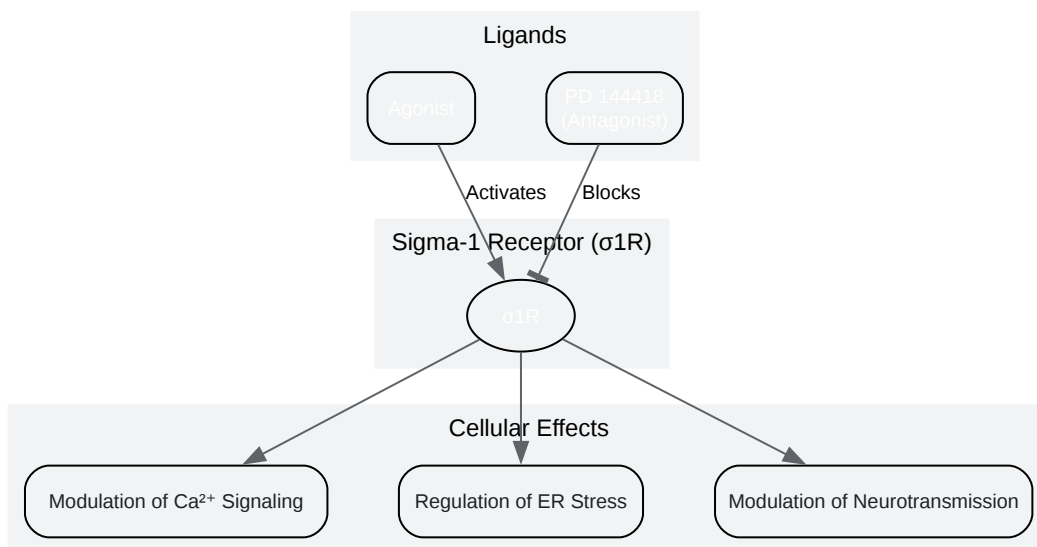 Ligands
Agonist
PD 144418
(Antagonist)
Activates
Blocks
Sigma-1 Receptor (σ1R)
σ1R
Cellular Effects
Modulation of Ca²⁺ Signaling
Regulation of ER Stress
Modulation of Neurotransmission